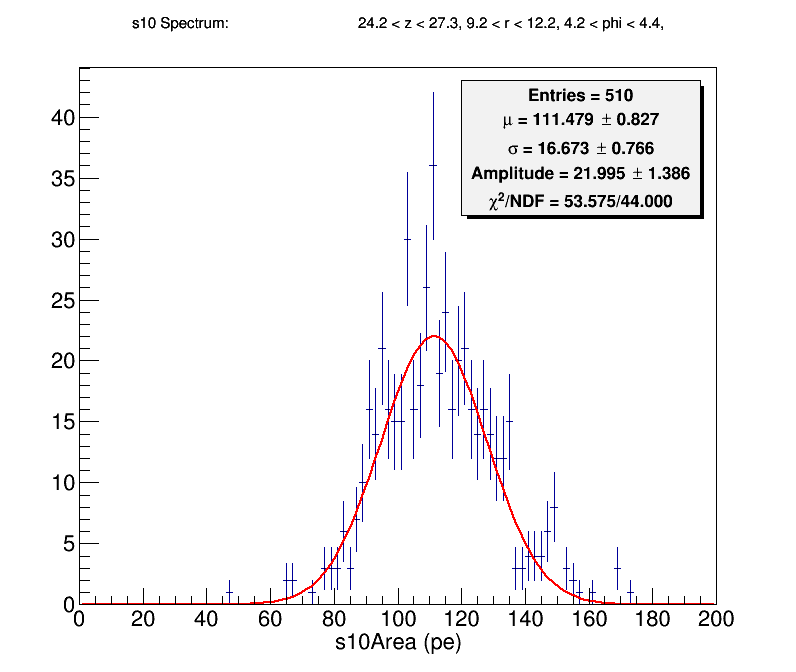 s10 Spectrum: 24.2 < z < 27.3, 9.2 < r < 12.2, 4.2 < phi < 4.4,
Entries = 510
μ = 111.479 ± 0.827
σ = 16.673 ± 0.766
Amplitude = 21.995 ± 1.386
χ²/NDF = 53.575/44.000
40
35
30
25
20
15
10
5
0
0 20 40 60 80 100 120 140 160 180 200
s10Area (pe)